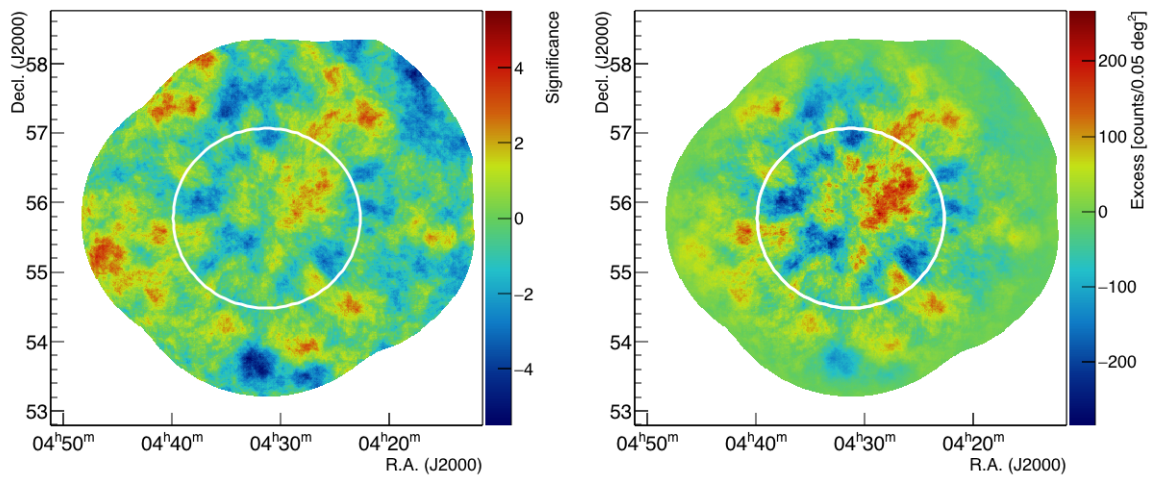 Decl. (J2000)
58
57
56
55
54
53
04ʰ50ᵐ 04ʰ40ᵐ 04ʰ30ᵐ 04ʰ20ᵐ
R.A. (J2000)
4
2
0
−2
−4
Significance
Decl. (J2000)
58
57
56
55
54
53
04ʰ50ᵐ 04ʰ40ᵐ 04ʰ30ᵐ 04ʰ20ᵐ
R.A. (J2000)
200
100
0
−100
−200
Excess [counts/0.05 deg²]